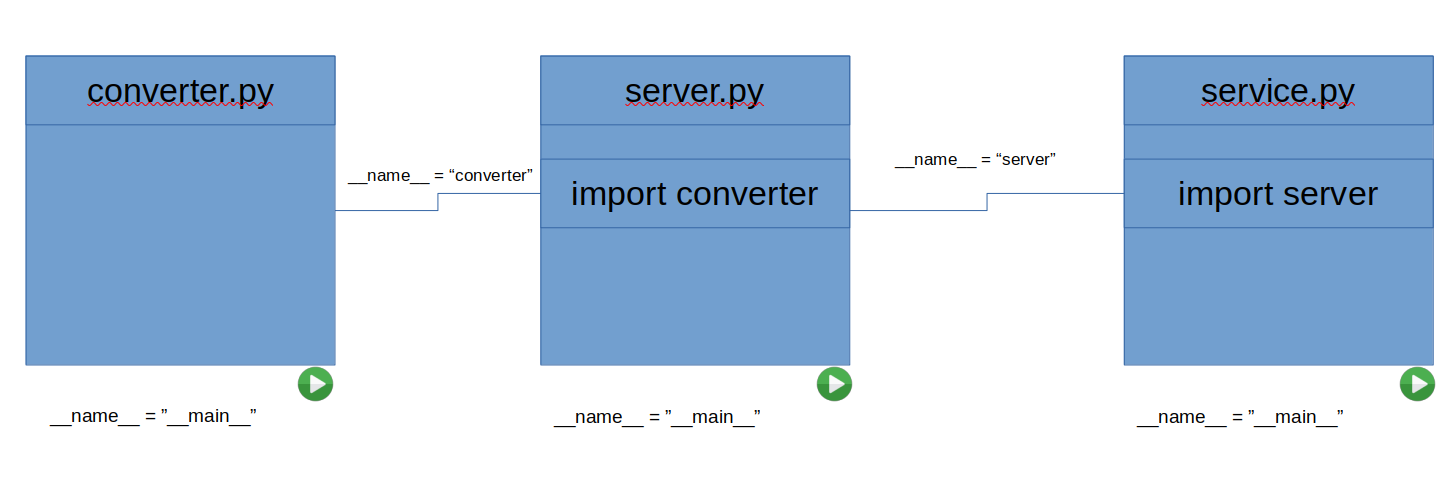 converter.py
server.py
service.py
__name__ = “converter”
__name__ = “server”
import converter
import server
__name__ = ”__main__”
__name__ = ”__main__”
__name__ = ”__main__”